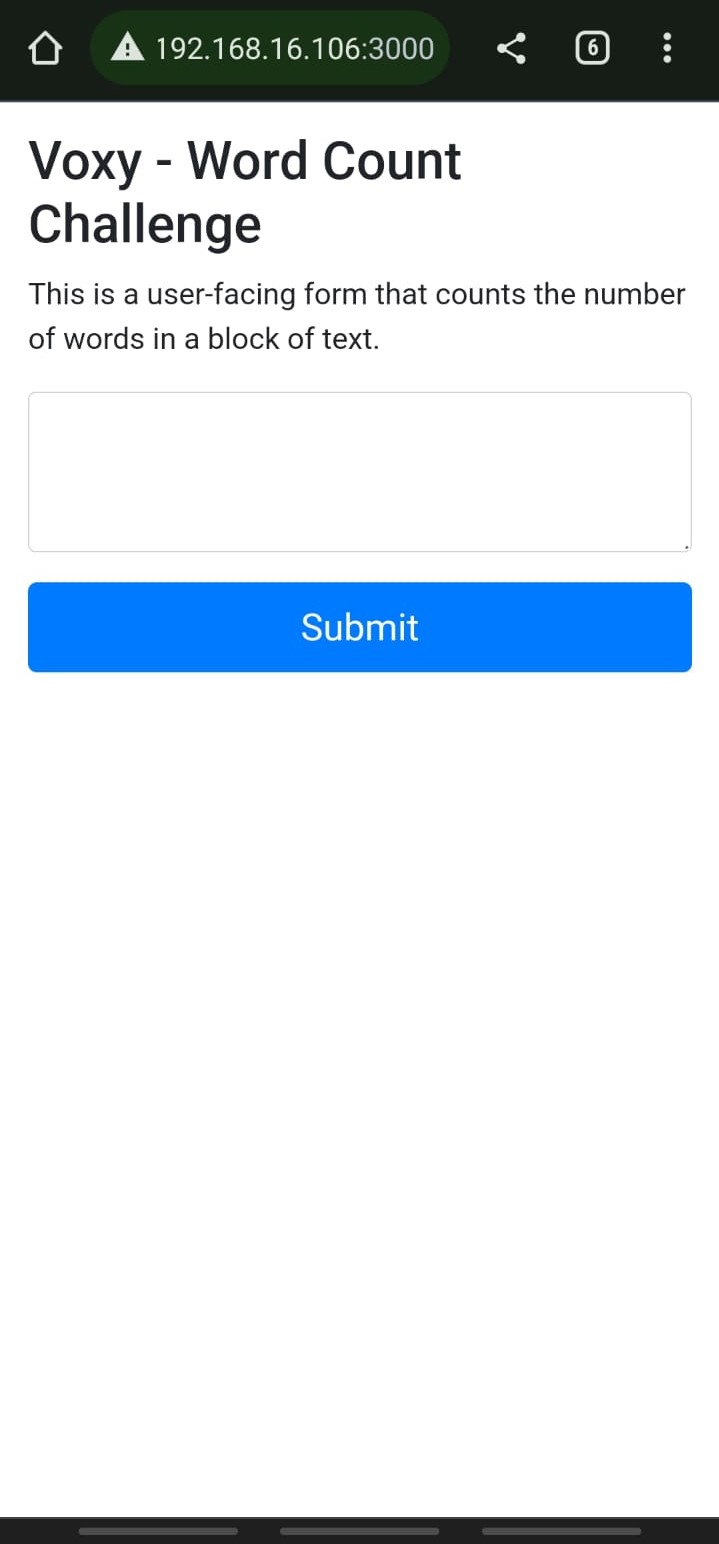 192.168.16.106:3000
6
Voxy - Word Count
Challenge
This is a user-facing form that counts the number
of words in a block of text.
Submit